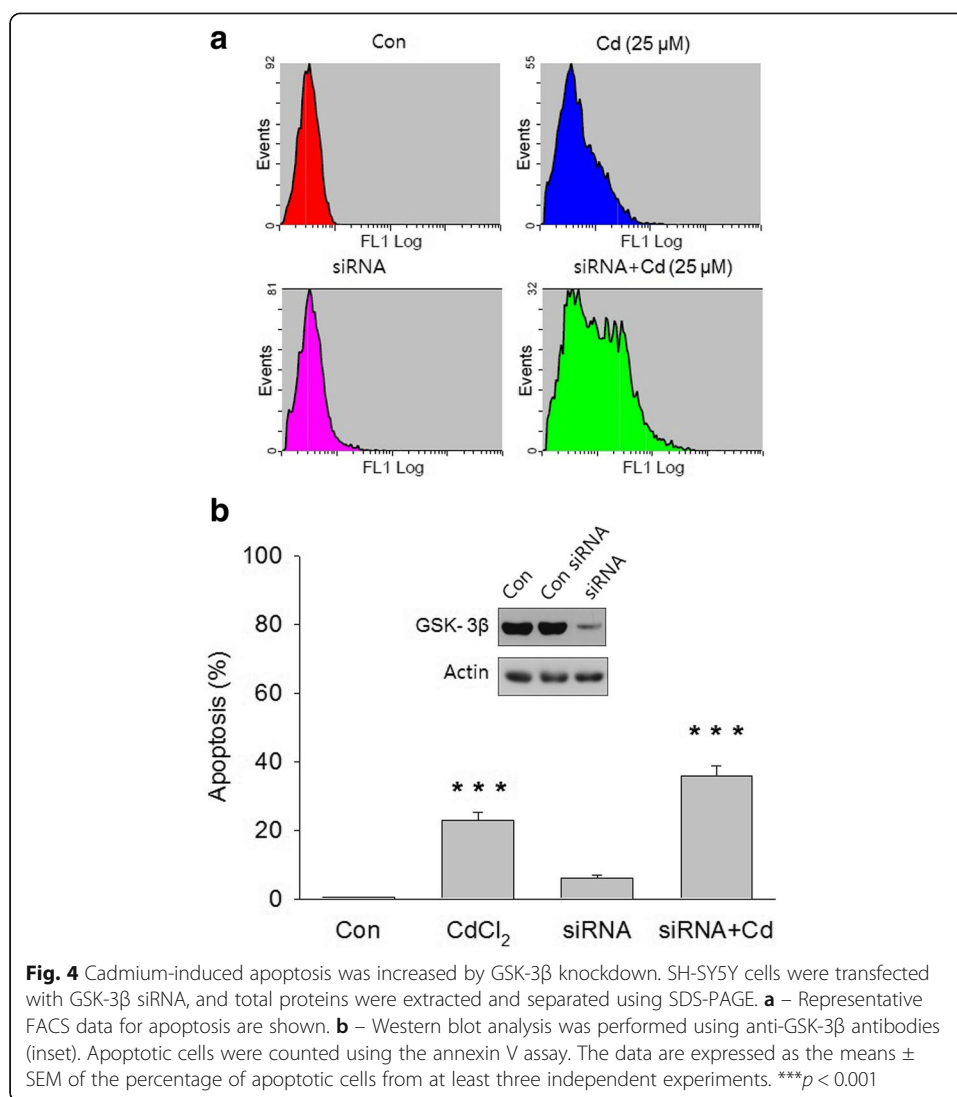 a
Con
92
Events
0
FL1 Log
Cd (25 µM)
55
Events
0
FL1 Log
siRNA
81
Events
0
FL1 Log
siRNA+Cd (25 µM)
32
Events
0
FL1 Log
b
100
80
60
40
20
0
Apoptosis (%)
Con
Con siRNA
siRNA
GSK- 3β
Actin
* * *
* * *
Con
CdCl₂
siRNA
siRNA+Cd
Fig. 4 Cadmium-induced apoptosis was increased by GSK-3β knockdown. SH-SY5Y cells were transfected
with GSK-3β siRNA, and total proteins were extracted and separated using SDS-PAGE. a – Representative
FACS data for apoptosis are shown. b – Western blot analysis was performed using anti-GSK-3β antibodies
(inset). Apoptotic cells were counted using the annexin V assay. The data are expressed as the means ±
SEM of the percentage of apoptotic cells from at least three independent experiments. ***p < 0.001